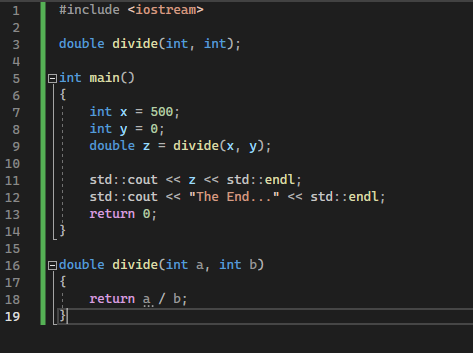 1 #include <iostream>
2
3 double divide(int, int);
4
5 int main()
6 {
7     int x = 500;
8     int y = 0;
9     double z = divide(x, y);
10
11     std::cout << z << std::endl;
12     std::cout << "The End..." << std::endl;
13     return 0;
14 }
15
16 double divide(int a, int b)
17 {
18     return a / b;
19 }